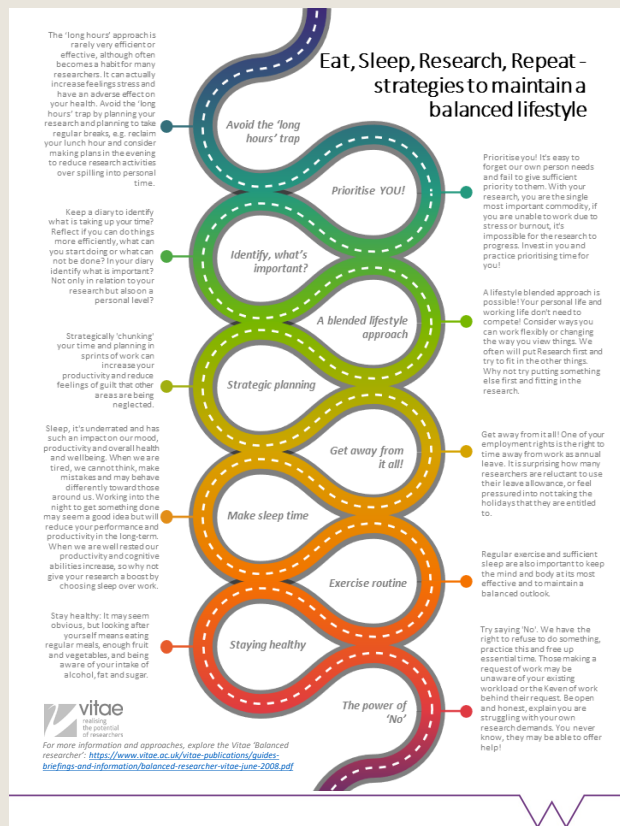 Eat, Sleep, Research, Repeat –
strategies to maintain a
balanced lifestyle
The 'long hours' approach is
rarely very efficient or
effective, although often
becomes a habit for many
researchers. It can actually
increase feelings stress and
have an adverse effect on
your health. Avoid the 'long
hours' trap by planning your
research and planning to take
regular breaks, e.g. reclaim
your lunch hour and consider
making plans in the evening
to reduce research activities
over spilling into personal
time.
Avoid the 'long
hours' trap
Prioritise YOU!
Prioritise you! It's easy to
forget our own person needs
and fail to give sufficient
priority to them. With your
research, you are the single
most important commodity, if
you are unable to work due to
stress or burnout, it's
impossible for the research to
progress. Invest in you and
practice prioritising time for
you!
Keep a diary to identify
what is taking up your time?
Reflect if you can do things
more efficiently, what can
you start doing or what can
not be done? In your diary
identify what is important?
Not only in relation to your
research but also on a
personal level?
Identify, what's
important?
A blended lifestyle
approach
A lifestyle blended approach is
possible! Your personal life and
working life don't need to
compete! Consider ways you
can work flexibly or changing
the way you view things. We
often will put Research first and
try to fit in the other things.
Why not try putting something
else first and fitting in the
research.
Strategically 'chunking'
your time and planning in
sprints of work can
increase your
productivity and reduce
feelings of guilt that other
areas are being
neglected.
Strategic planning
Get away from
it all!
Get away from it all! One of your
employment rights is the right to
time away from work as annual
leave. It is surprising how many
researchers are reluctant to use
their leave allowance, or feel
pressured into not taking the
holidays that they are entitled
to.
Sleep, it's underrated and has
such an impact on our mood,
productivity and overall health
and wellbeing. When we are
tired, we cannot think, make
mistakes and may behave
differently toward those
around us. Working into the
night to get something done
may seem a good idea but will
reduce your performance and
productivity in the long-term.
When we are well rested our
productivity and cognitive
abilities increase, so why not
give your research a boost by
choosing sleep over work.
Make sleep time
Exercise routine
Regular exercise and sufficient
sleep are also important to keep
the mind and body at its most
effective and to maintain a
balanced outlook.
Stay healthy: It may seem
obvious, but looking after
yourself means eating
regular meals, enough fruit
and vegetables, and being
aware of your intake of
alcohol, fat and sugar.
Staying healthy
The power of
'No'
Try saying 'No'. We have the
right to refuse to do something,
practice this and free up
essential time. Those making a
request of work may be
unaware of your existing
workload or the Keven of work
behind their request. Be open
and honest, explain you are
struggling with your own
research demands. You never
know, they may be able to offer
help!
vitae
realising
the potential
of researchers
For more information and approaches, explore the Vitae 'Balanced
researcher': https://www.vitae.ac.uk/vitae-publications/guides-
briefings-and-information/balanced-researcher-vitae-june-2008.pdf